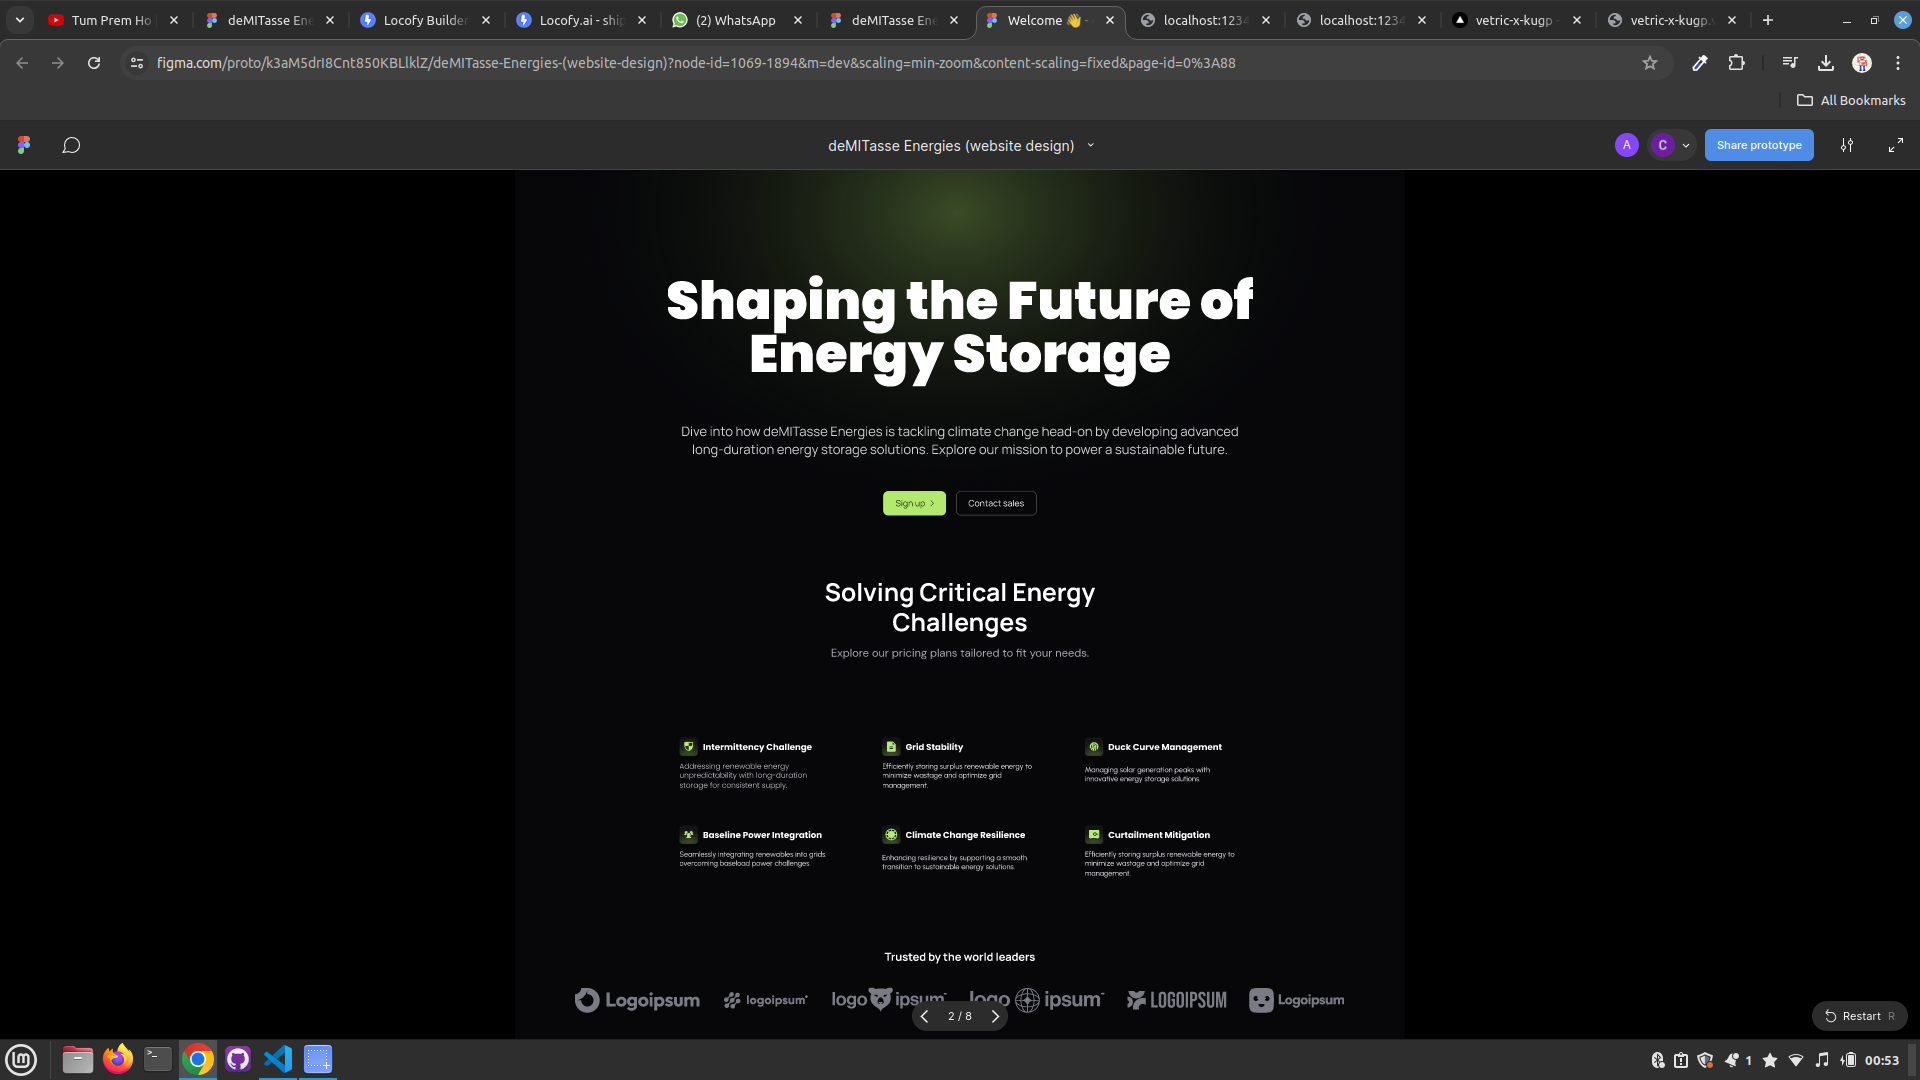 Tum Prem Ho
deMITasse En
Locofy Builder
Locofy.ai - ship
(2) WhatsApp
deMITasse En
Welcome 👋 -
localhost:1234
localhost:1234
vetric-x-kugp -
vetric-x-kugp.v
figma.com/proto/k3aM5drI8Cnt850KBLlklZ/deMITasse-Energies-(website-design)?node-id=1069-1894&m=dev&scaling=min-zoom&content-scaling=fixed&page-id=0%3A88
All Bookmarks
deMITasse Energies (website design)
A
C
Share prototype
Shaping the Future of
Energy Storage
Dive into how deMITasse Energies is tackling climate change head-on by developing advanced
long-duration energy storage solutions. Explore our mission to power a sustainable future.
Sign up
Contact sales
Solving Critical Energy
Challenges
Explore our pricing plans tailored to fit your needs.
Intermittency Challenge
Addressing renewable energy
unpredictability with long-duration
storage for consistent supply.
Grid Stability
Efficiently storing surplus renewable energy to
minimize wastage and optimize grid
management.
Duck Curve Management
Managing solar generation peaks with
innovative energy storage solutions.
Baseline Power Integration
Seamlessly integrating renewables into grids,
overcoming baseload power challenges.
Climate Change Resilience
Enhancing resilience by supporting a smooth
transition to sustainable energy solutions.
Curtailment Mitigation
Efficiently storing surplus renewable energy to
minimize wastage and optimize grid
management.
Trusted by the world leaders
Logoipsum
logoipsum
logo ipsum
logo ipsum
LOGOIPSUM
Logoipsum
2 / 8
Restart R
1
00:53